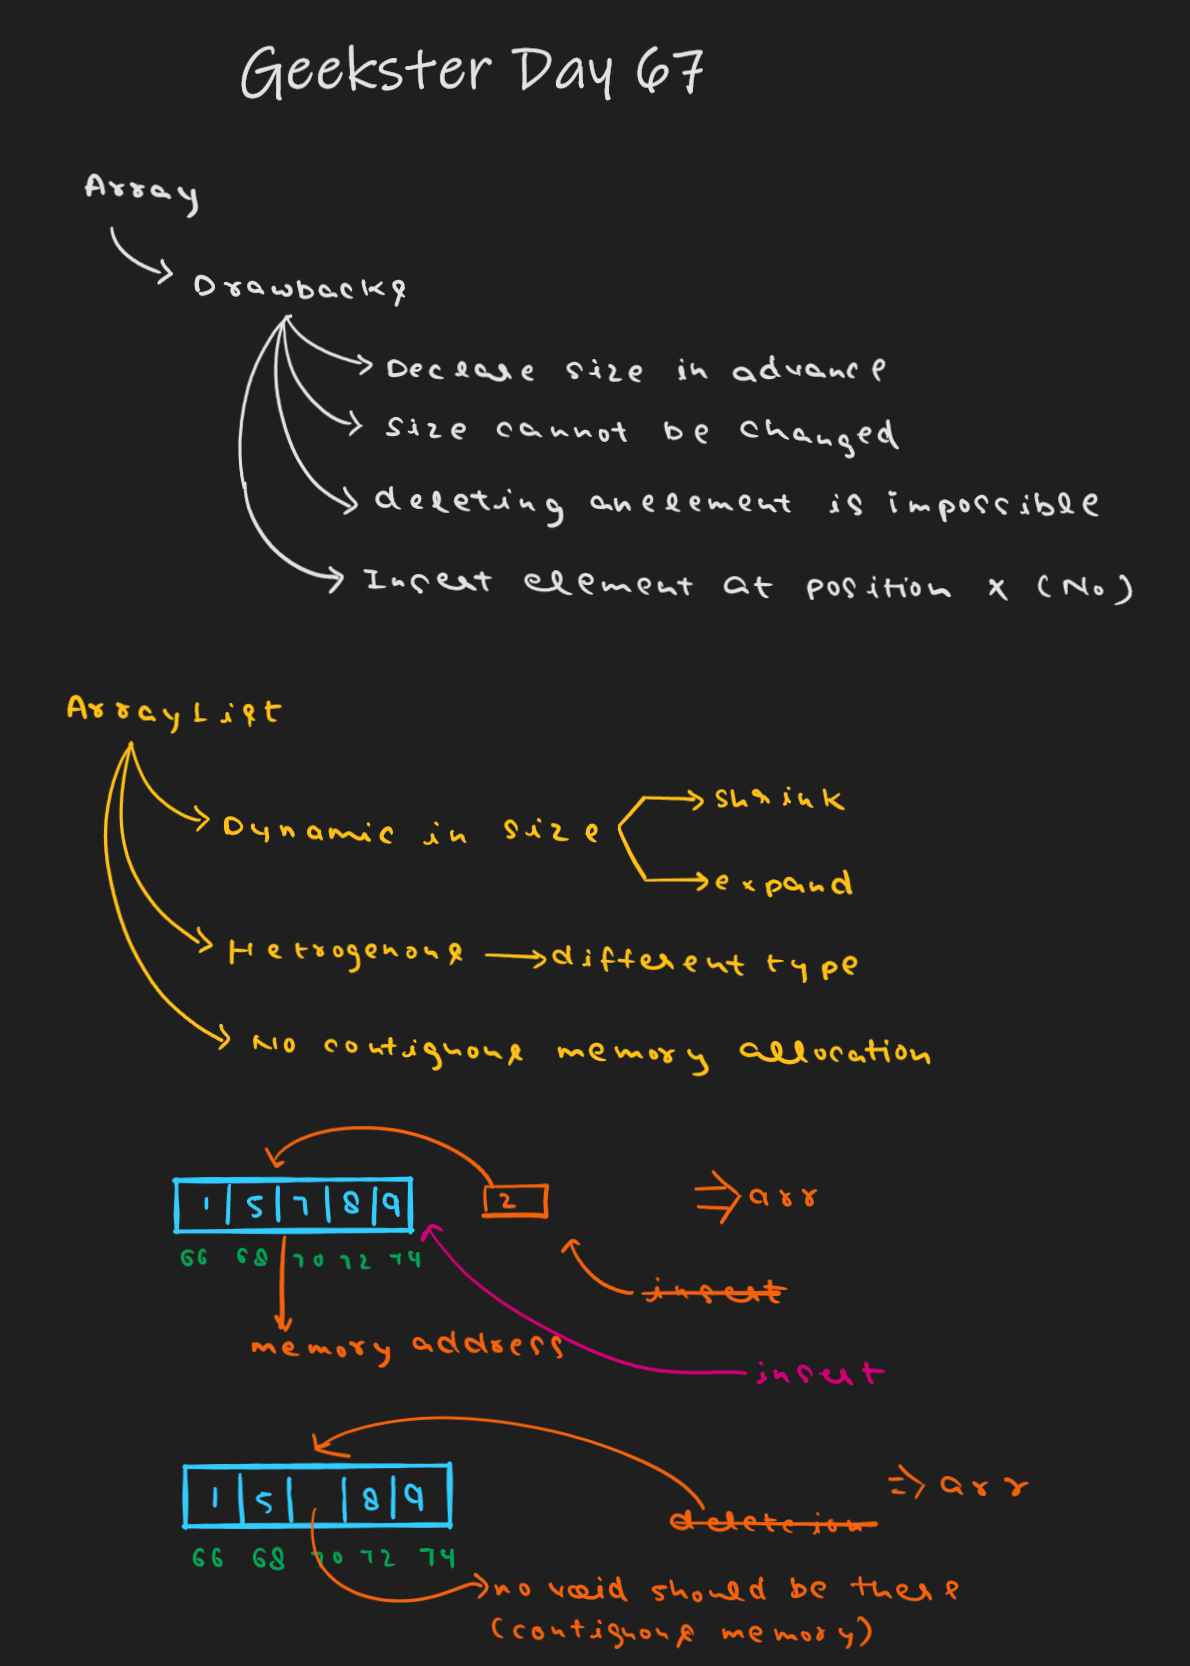 Geekster Day 67
Array
Drawbacks
Declare size in advance
Size cannot be changed
deleting an element is impossible
Insert element at position x (No)
ArrayList
Dynamic in size
shrink
expand
Hetrogenous → different type
No contiguous memory allocation
1 5 7 8 9
2
⇒ arr
66 68 70 72 74
insert
memory address
insert
1 5 8 9
⇒ arr
deleteion
66 68 70 72 74
no void should be there
(contiguous memory)